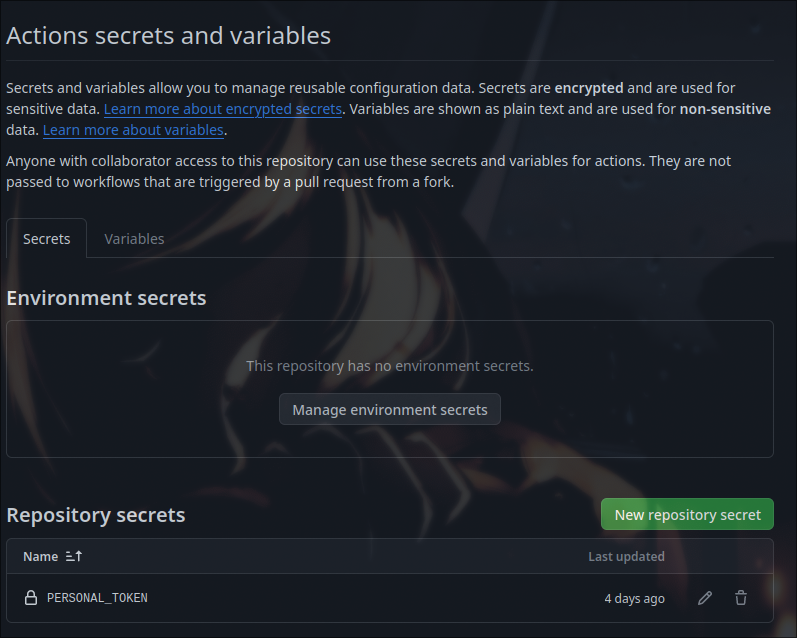 Actions secrets and variables
Secrets and variables allow you to manage reusable configuration data. Secrets are encrypted and are used for
sensitive data. Learn more about encrypted secrets. Variables are shown as plain text and are used for non-sensitive
data. Learn more about variables.
Anyone with collaborator access to this repository can use these secrets and variables for actions. They are not
passed to workflows that are triggered by a pull request from a fork.
Secrets Variables
Environment secrets
This repository has no environment secrets.
Manage environment secrets
Repository secrets New repository secret
Name Last updated
PERSONAL_TOKEN 4 days ago